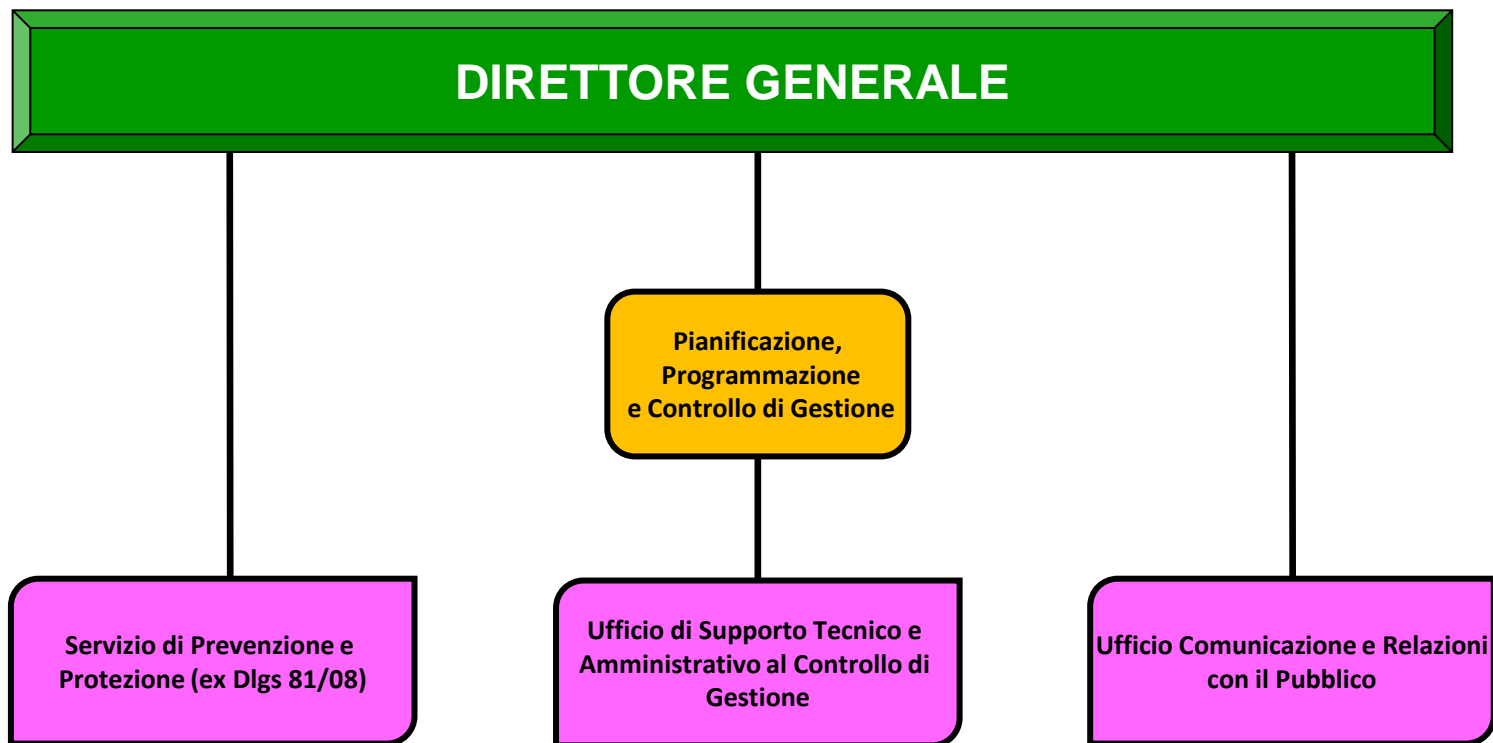 DIRETTORE GENERALE
Pianificazione,
Programmazione
e Controllo di Gestione
Servizio di Prevenzione e
Protezione (ex Dlgs 81/08)
Ufficio di Supporto Tecnico e
Amministrativo al Controllo di
Gestione
Ufficio Comunicazione e Relazioni
con il Pubblico